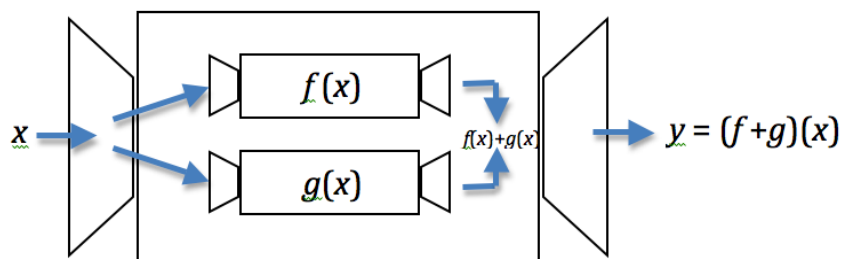 f (x)
x
f(x)+g(x)
y = (f +g)(x)
g(x)